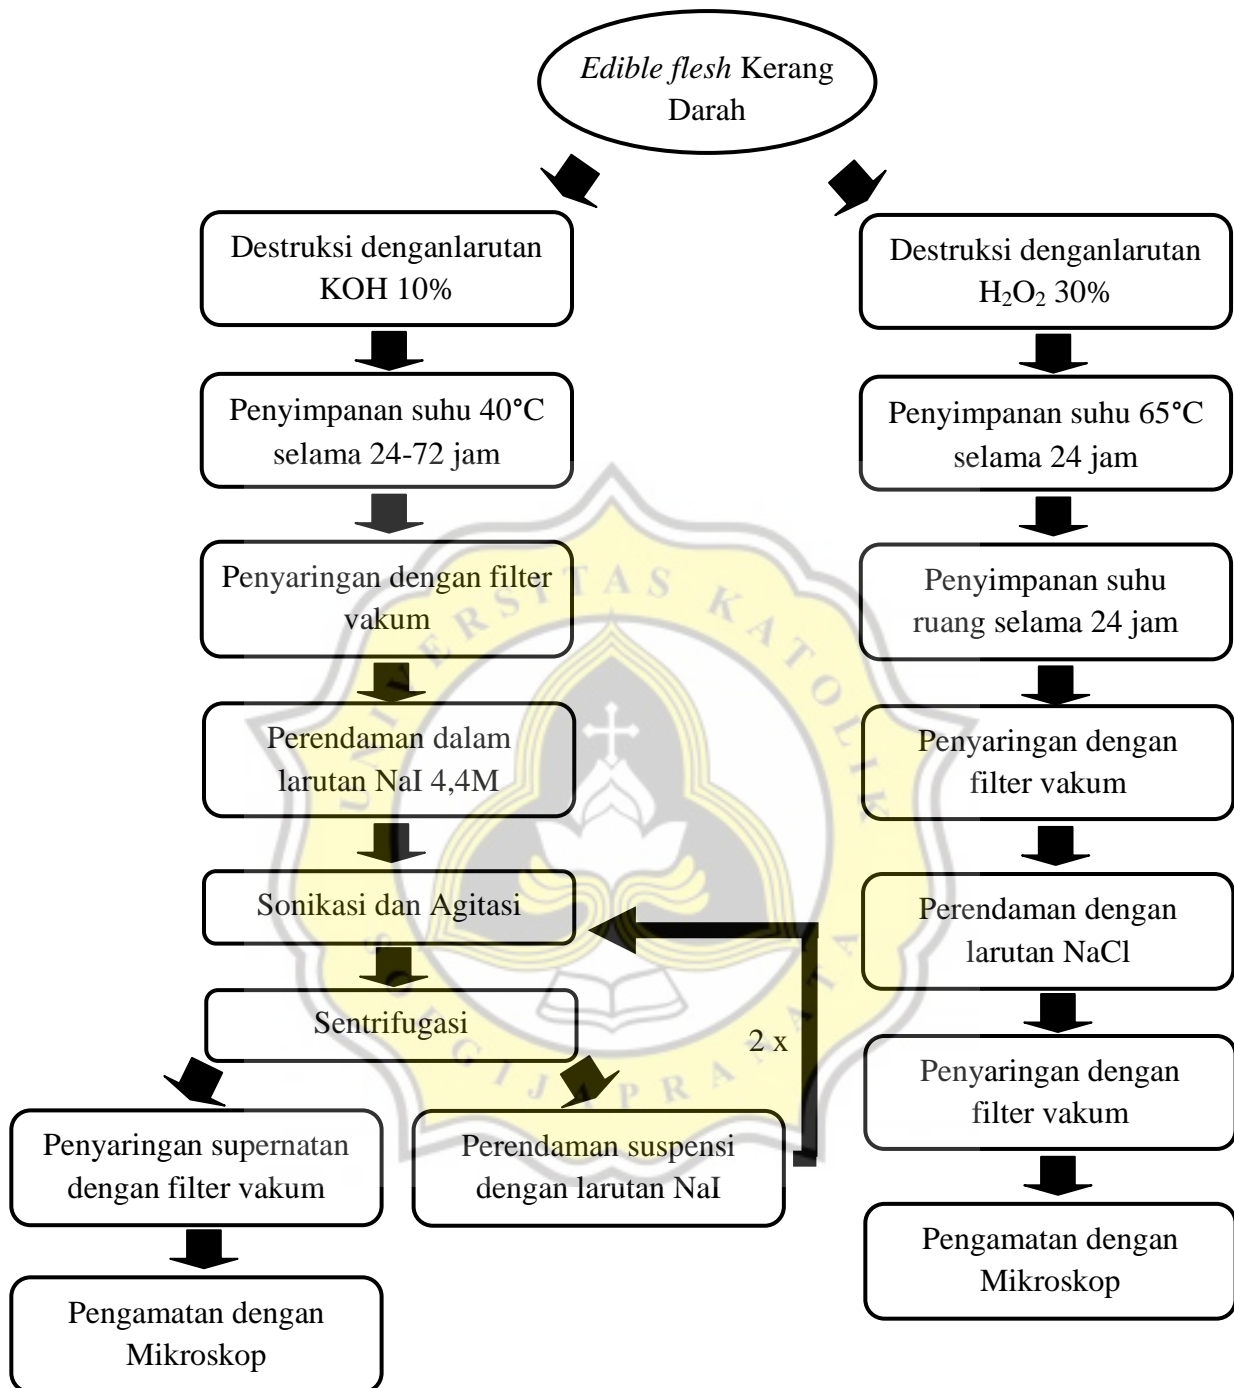 Edible flesh Kerang
Darah
Destruksi denganlarutan
KOH 10%
Penyimpanan suhu 40°C
selama 24-72 jam
Penyaringan dengan filter
vakum
Perendaman dalam
larutan NaI 4,4M
Sonikasi dan Agitasi
Sentrifugasi
Penyaringan supernatan
dengan filter vakum
Pengamatan dengan
Mikroskop
Perendaman suspensi
dengan larutan NaI
2 x
Destruksi denganlarutan
H₂O₂ 30%
Penyimpanan suhu 65°C
selama 24 jam
Penyimpanan suhu
ruang selama 24 jam
Penyaringan dengan
filter vakum
Perendaman dengan
larutan NaCl
Penyaringan dengan
filter vakum
Pengamatan dengan
Mikroskop
UNIVERSITAS KATOLIK
SOEGIJAPRANATA